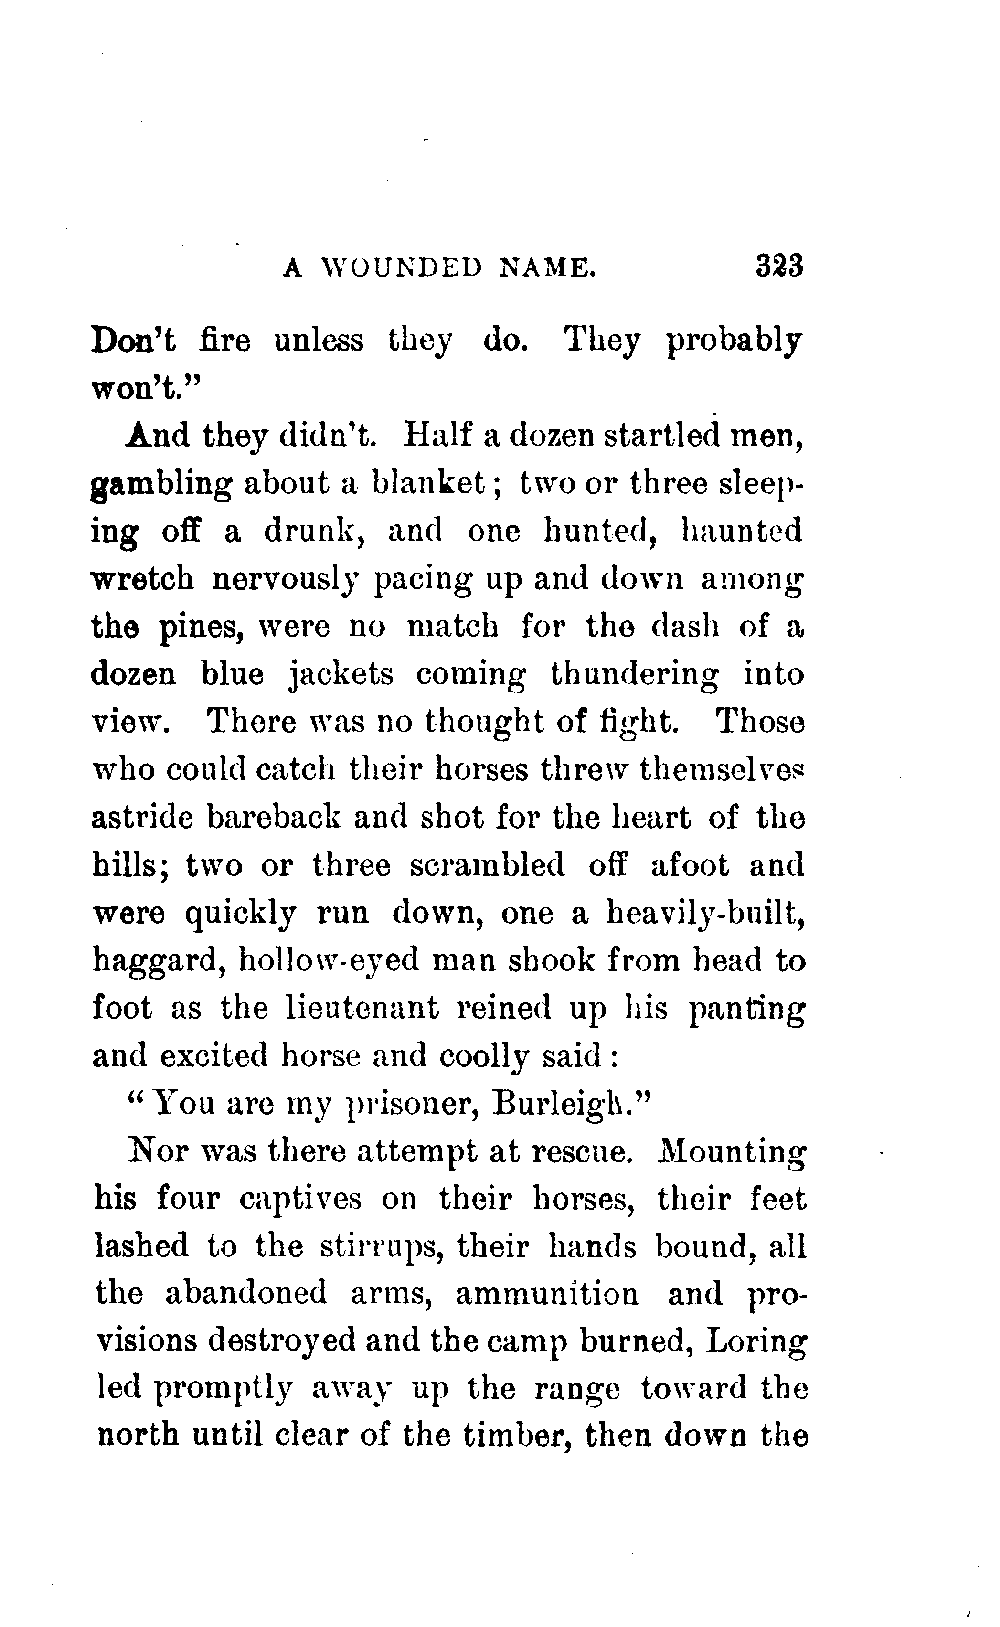 A WOUNDED NAME. 323
Don't fire unless they do. They probably
won't."
And they didn't. Half a dozen startled men,
gambling about a blanket; two or three sleep-
ing off a drunk, and one hunted, haunted
wretch nervously pacing up and down among
the pines, were no match for the dash of a
dozen blue jackets coming thundering into
view. There was no thought of fight. Those
who could catch their horses threw themselves
astride bareback and shot for the heart of the
hills; two or three scrambled off afoot and
were quickly run down, one a heavily-built,
haggard, hollow-eyed man shook from head to
foot as the lieutenant reined up his panting
and excited horse and coolly said:
"You are my prisoner, Burleigh."
Nor was there attempt at rescue. Mounting
his four captives on their horses, their feet
lashed to the stirrups, their hands bound, all
the abandoned arms, ammunition and pro-
visions destroyed and the camp burned, Loring
led promptly away up the range toward the
north until clear of the timber, then down the